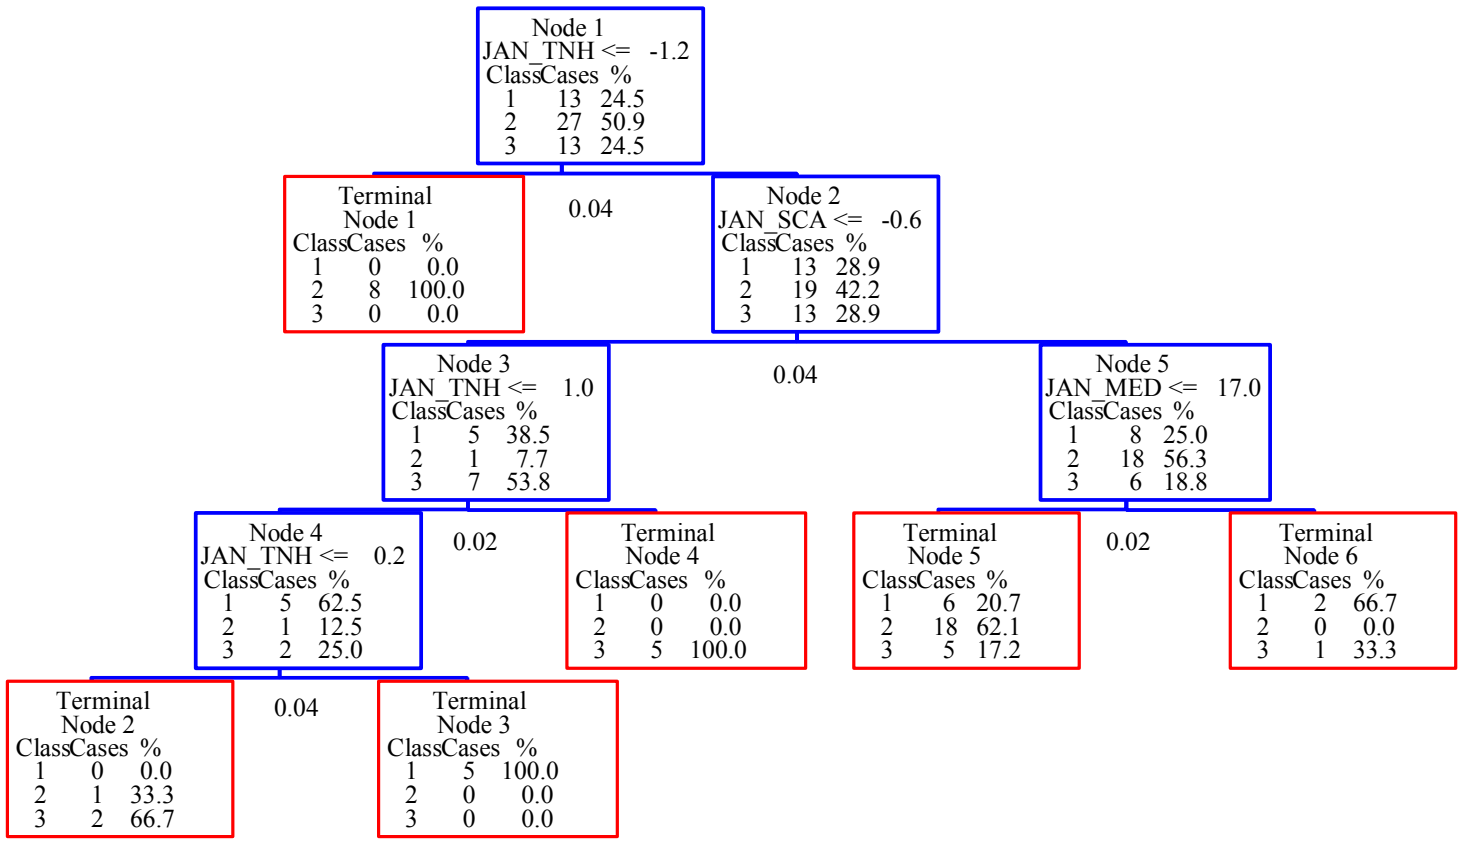 Node 1
JAN_TNH <= -1.2
ClassCases %
1 13 24.5
2 27 50.9
3 13 24.5
Terminal
Node 1
ClassCases %
1 0 0.0
2 8 100.0
3 0 0.0
0.04
Node 2
JAN_SCA <= -0.6
ClassCases %
1 13 28.9
2 19 42.2
3 13 28.9
Node 3
JAN_TNH <= 1.0
ClassCases %
1 5 38.5
2 1 7.7
3 7 53.8
0.04
Node 5
JAN_MED <= 17.0
ClassCases %
1 8 25.0
2 18 56.3
3 6 18.8
Node 4
JAN_TNH <= 0.2
ClassCases %
1 5 62.5
2 1 12.5
3 2 25.0
0.02
Terminal
Node 4
ClassCases %
1 0 0.0
2 0 0.0
3 5 100.0
Terminal
Node 5
ClassCases %
1 6 20.7
2 18 62.1
3 5 17.2
0.02
Terminal
Node 6
ClassCases %
1 2 66.7
2 0 0.0
3 1 33.3
Terminal
Node 2
ClassCases %
1 0 0.0
2 1 33.3
3 2 66.7
0.04
Terminal
Node 3
ClassCases %
1 5 100.0
2 0 0.0
3 0 0.0